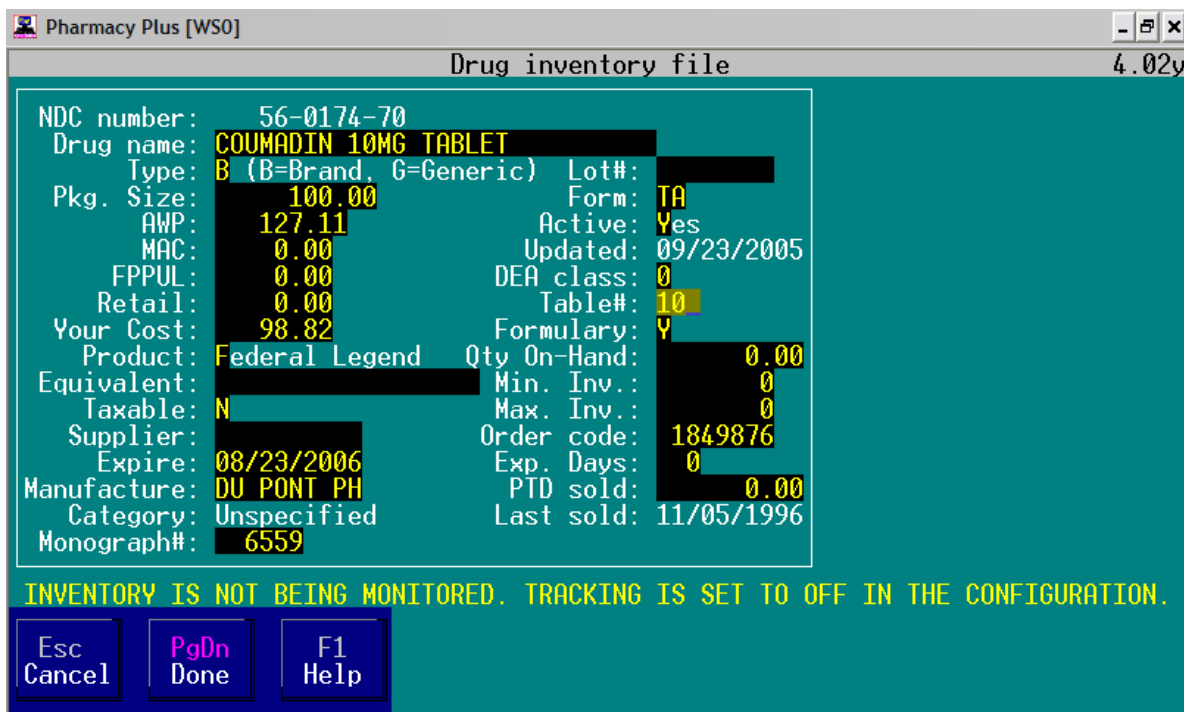 Pharmacy Plus [WS0]
Drug inventory file 4.02y
NDC number: 56-0174-70
Drug name: COUMADIN 10MG TABLET
Type: B (B=Brand, G=Generic) Lot#:
Pkg. Size: 100.00 Form: TA
AWP: 127.11 Active: Yes
MAC: 0.00 Updated: 09/23/2005
FPPUL: 0.00 DEA class: 0
Retail: 0.00 Table#: 10
Your Cost: 98.82 Formulary: Y
Product: Federal Legend Qty On-Hand: 0.00
Equivalent: Min. Inv.: 0
Taxable: N Max. Inv.: 0
Supplier: Order code: 1849876
Expire: 08/23/2006 Exp. Days: 0
Manufacture: DU PONT PH PTD sold: 0.00
Category: Unspecified Last sold: 11/05/1996
Monograph#: 6559
INVENTORY IS NOT BEING MONITORED. TRACKING IS SET TO OFF IN THE CONFIGURATION.
Esc PgDn F1
Cancel Done Help